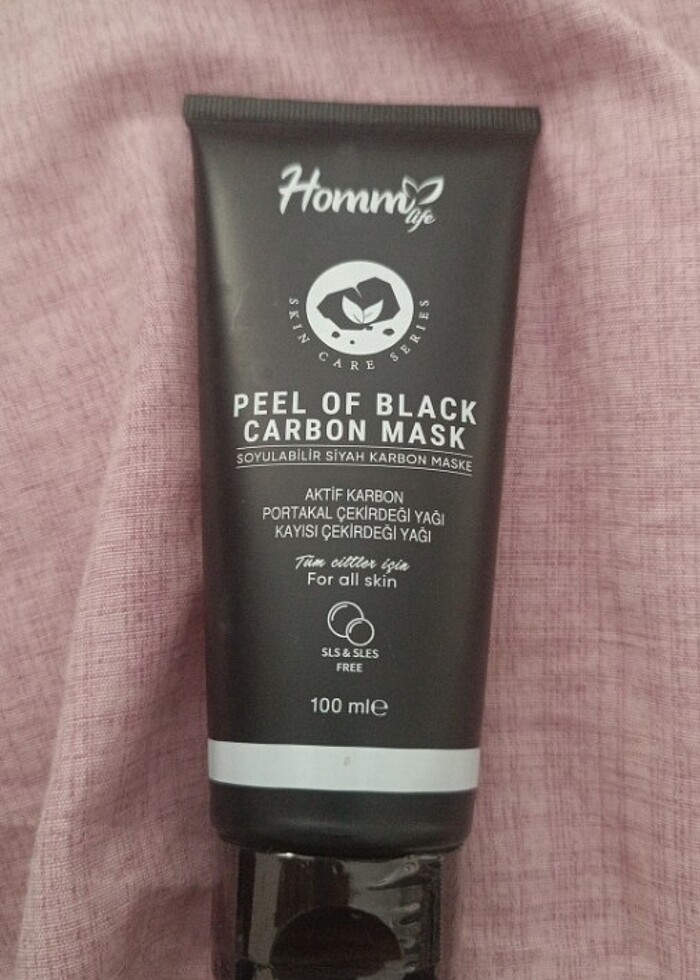 Homm life
SKIN CARE SERIES
PEEL OF BLACK
CARBON MASK
SOYULABİLİR SİYAH KARBON MASKE
AKTİF KARBON
PORTAKAL ÇEKİRDEĞİ YAĞI
KAYISI ÇEKİRDEĞİ YAĞI
Tüm ciltler için
For all skin
SLS & SLES
FREE
100 ml℮